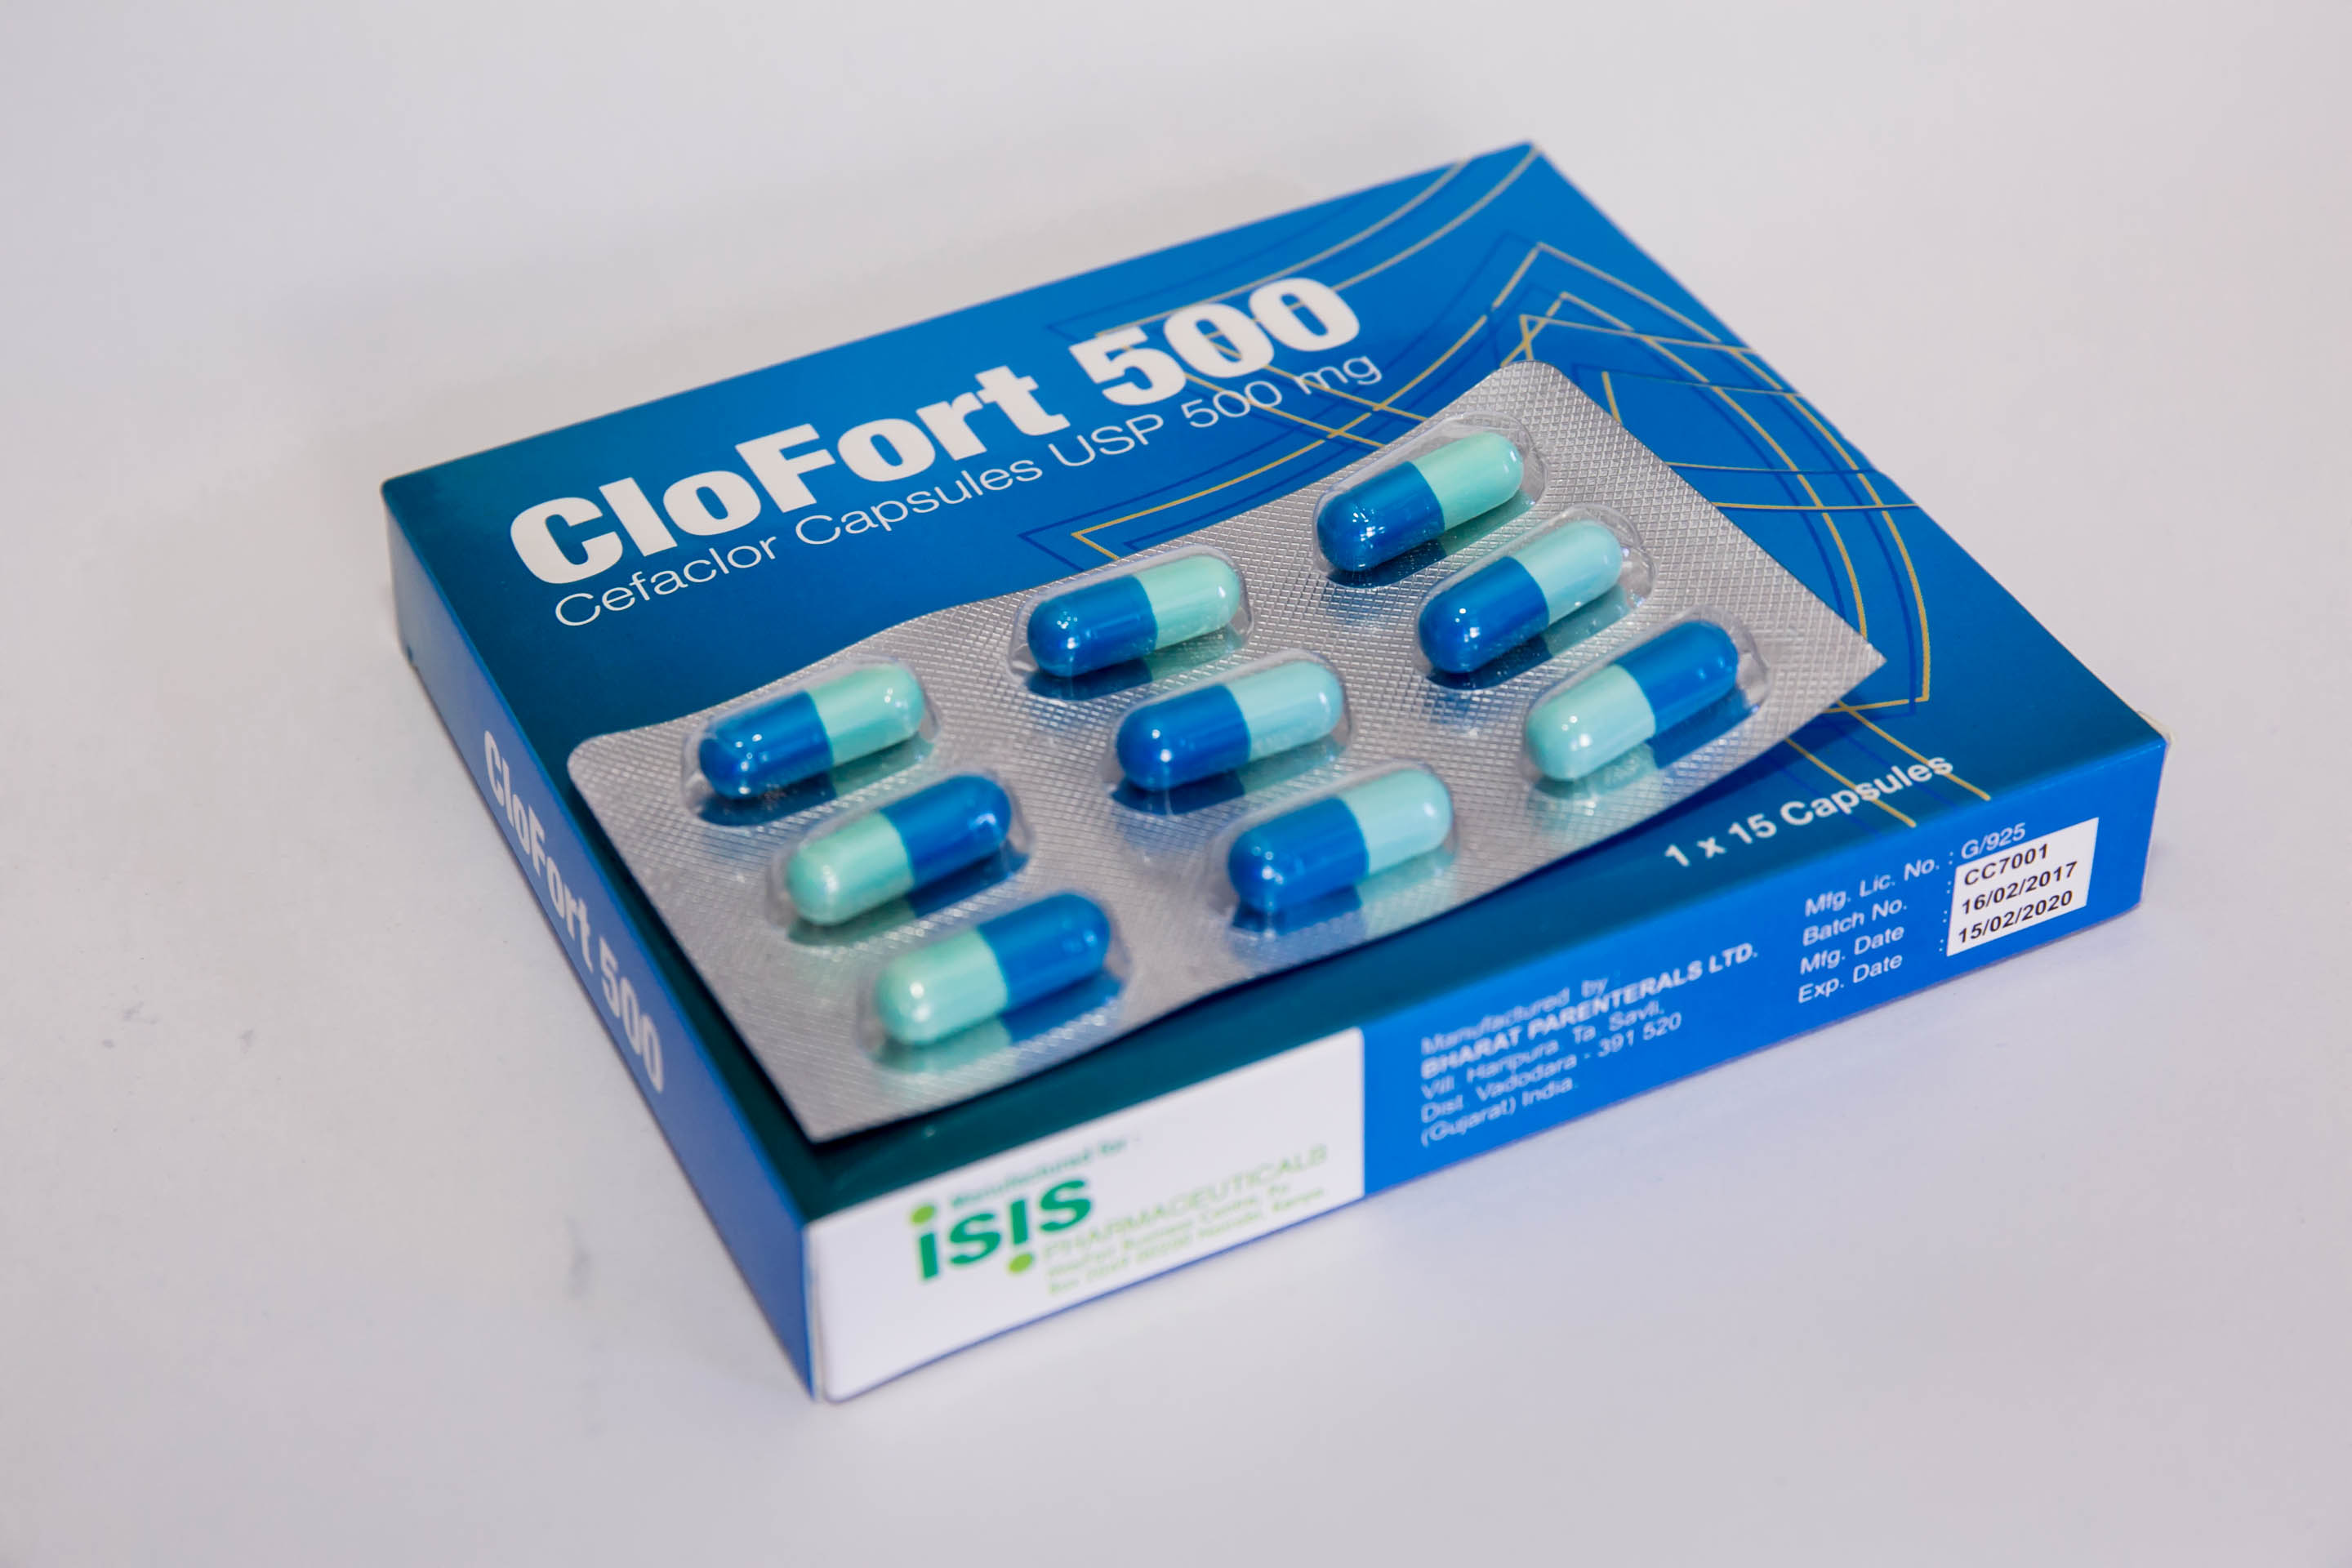 CloFort 500
Cefaclor Capsules USP 500 mg
1 x 15 Capsules
CloFort 500
Manufactured for :
isis
PHARMACEUTICALS
Manufactured by :
BHARAT PARENTERALS LTD.
Vill. Haripura. Ta. Savli,
Dist. Vadodara - 391 520
(Gujarat) India.
Mfg. Lic. No. : G/925
Batch No. : CC7001
Mfg. Date : 16/02/2017
Exp. Date : 15/02/2020